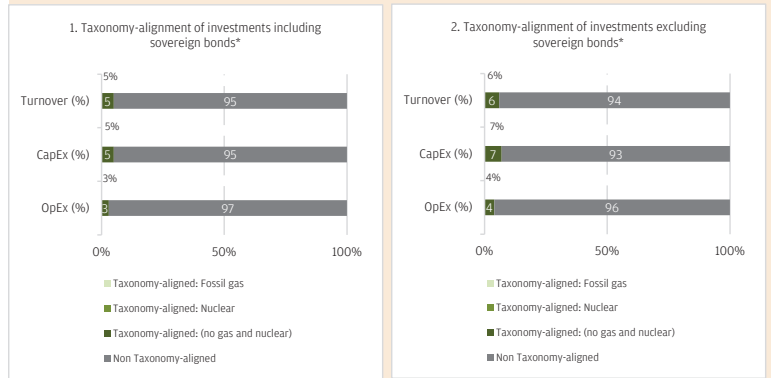 1. Taxonomy-alignment of investments including
sovereign bonds*
5%
Turnover (%)
5
95
5%
CapEx (%)
5
95
3%
OpEx (%)
3
97
0%
50%
100%
Taxonomy-aligned: Fossil gas
Taxonomy-aligned: Nuclear
Taxonomy-aligned: (no gas and nuclear)
Non Taxonomy-aligned
2. Taxonomy-alignment of investments excluding
sovereign bonds*
6%
Turnover (%)
6
94
7%
CapEx (%)
7
93
4%
OpEx (%)
4
96
0%
50%
100%
Taxonomy-aligned: Fossil gas
Taxonomy-aligned: Nuclear
Taxonomy-aligned: (no gas and nuclear)
Non Taxonomy-aligned